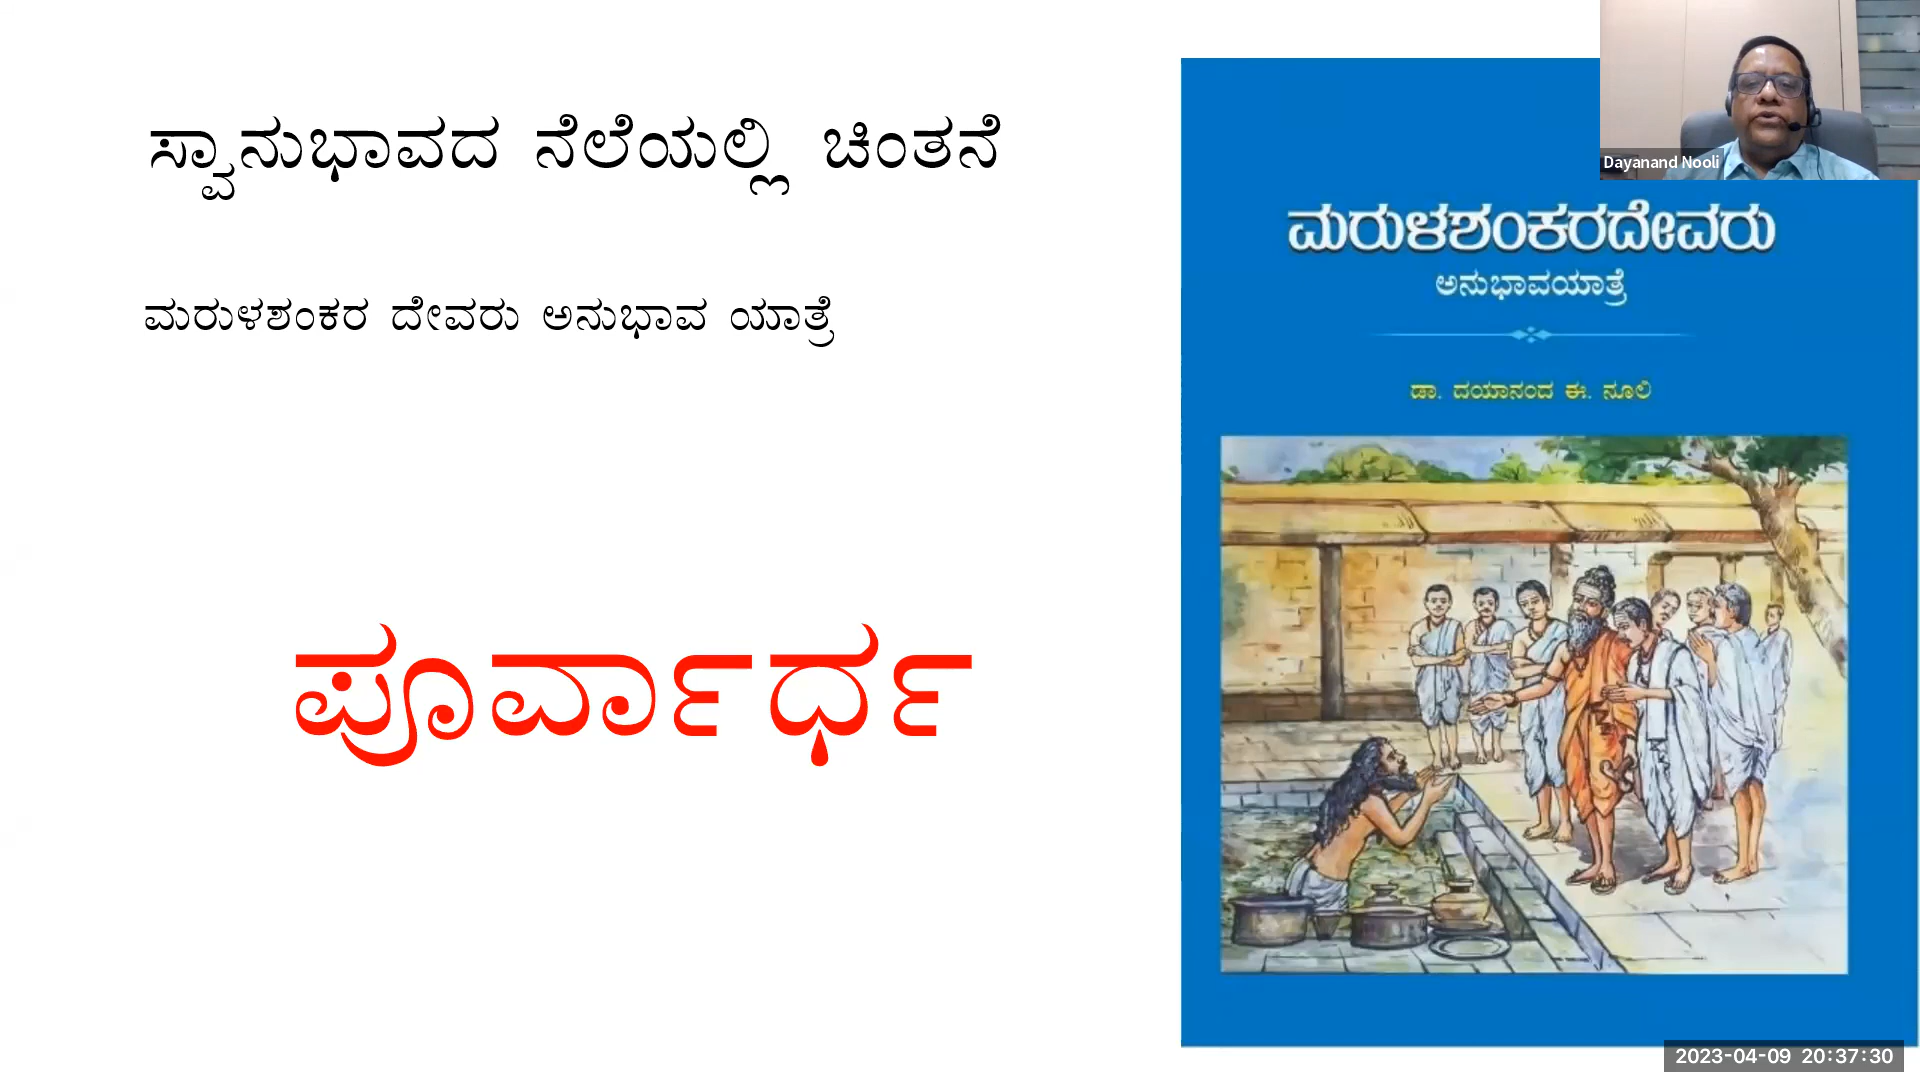 ಸ್ವಾನುಭಾವದ ನೆಲೆಯಲ್ಲಿ ಚಿಂತನೆ
ಮರುಳಶಂಕರ ದೇವರು ಅನುಭಾವ ಯಾತ್ರೆ
ಪೂರ್ವಾರ್ಧ
Dayanand Nooli
ಮರುಳಶಂಕರದೇವರು
ಅನುಭಾವಯಾತ್ರೆ
ಡಾ. ದಯಾನಂದ ಈ. ನೂಲಿ
2023-04-09 20:37:30